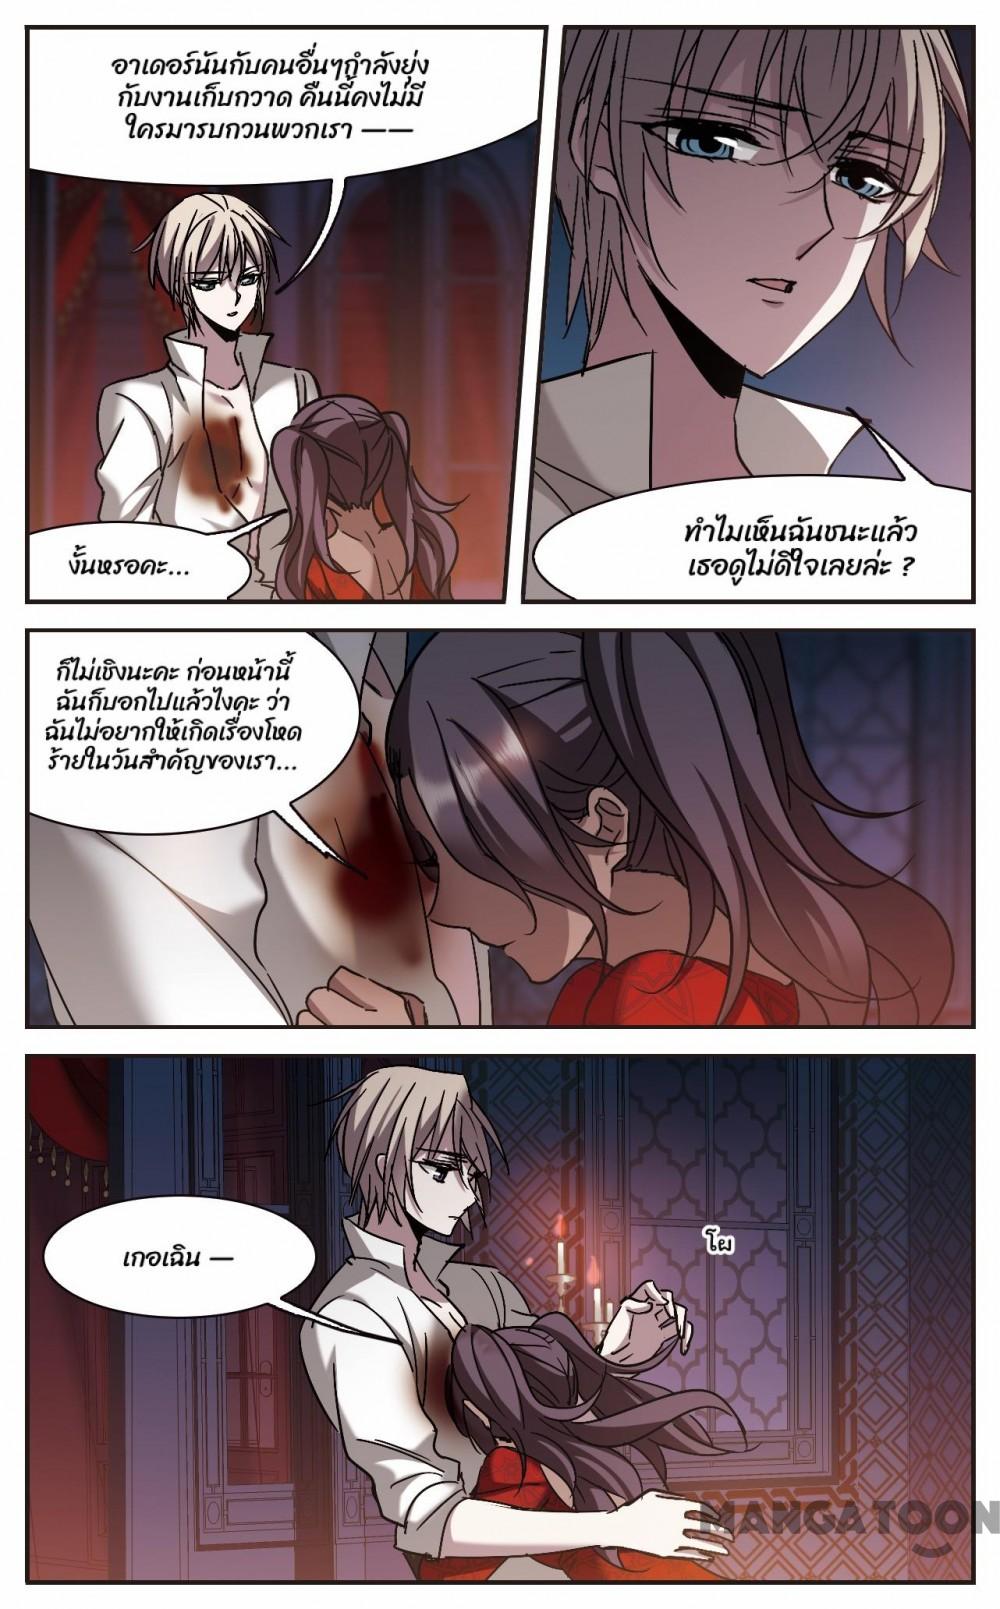 อาเดอร์นันกับคนอื่นๆกำลังยุ่ง
กับงานเก็บกวาด คืนนี้คงไม่มี
ใครมารบกวนพวกเรา ——
งั้นหรอคะ...
ทำไมเห็นฉันชนะแล้ว
เธอดูไม่ดีใจเลยล่ะ ?
ก็ไม่เชิงนะคะ ก่อนหน้านี้
ฉันก็บอกไปแล้วไงคะ ว่า
ฉันไม่อยากให้เกิดเรื่องโหด
ร้ายในวันสำคัญของเรา...
เกอเฉิน —
โผ
MANGATOON